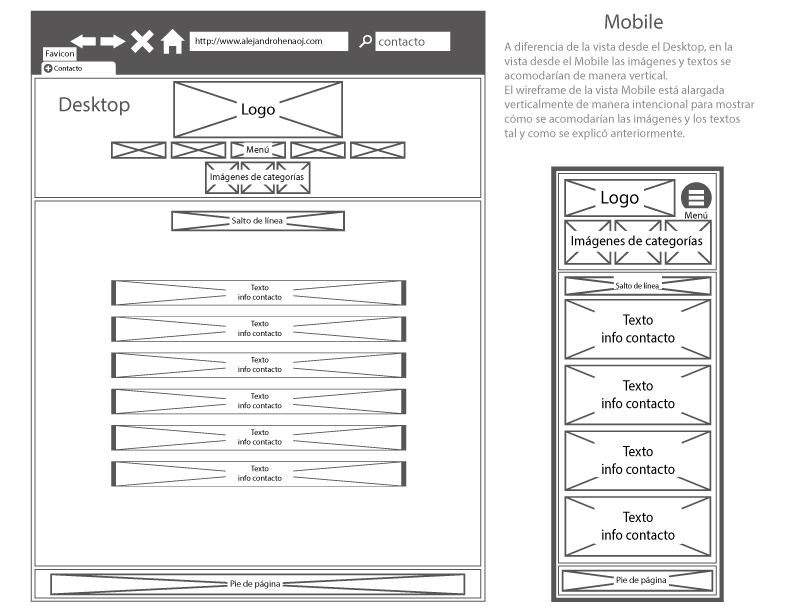 http://www.alejandrohenaoj.com
contacto
Favicon
Contacto
Desktop
Logo
Menú
Imágenes de categorías
Salto de línea
Texto
info contacto
Texto
info contacto
Texto
info contacto
Texto
info contacto
Texto
info contacto
Texto
info contacto
Pie de página
Mobile
A diferencia de la vista desde el Desktop, en la
vista desde el Mobile las imágenes y textos se
acomodarían de manera vertical.
El wireframe de la vista Mobile está alargada
verticalmente de manera intencional para mostrar
cómo se acomodarían las imágenes y los textos
tal y como se explicó anteriormente.
Logo
Menú
Imágenes de categorías
Salto de línea
Texto
info contacto
Texto
info contacto
Texto
info contacto
Texto
info contacto
Pie de página